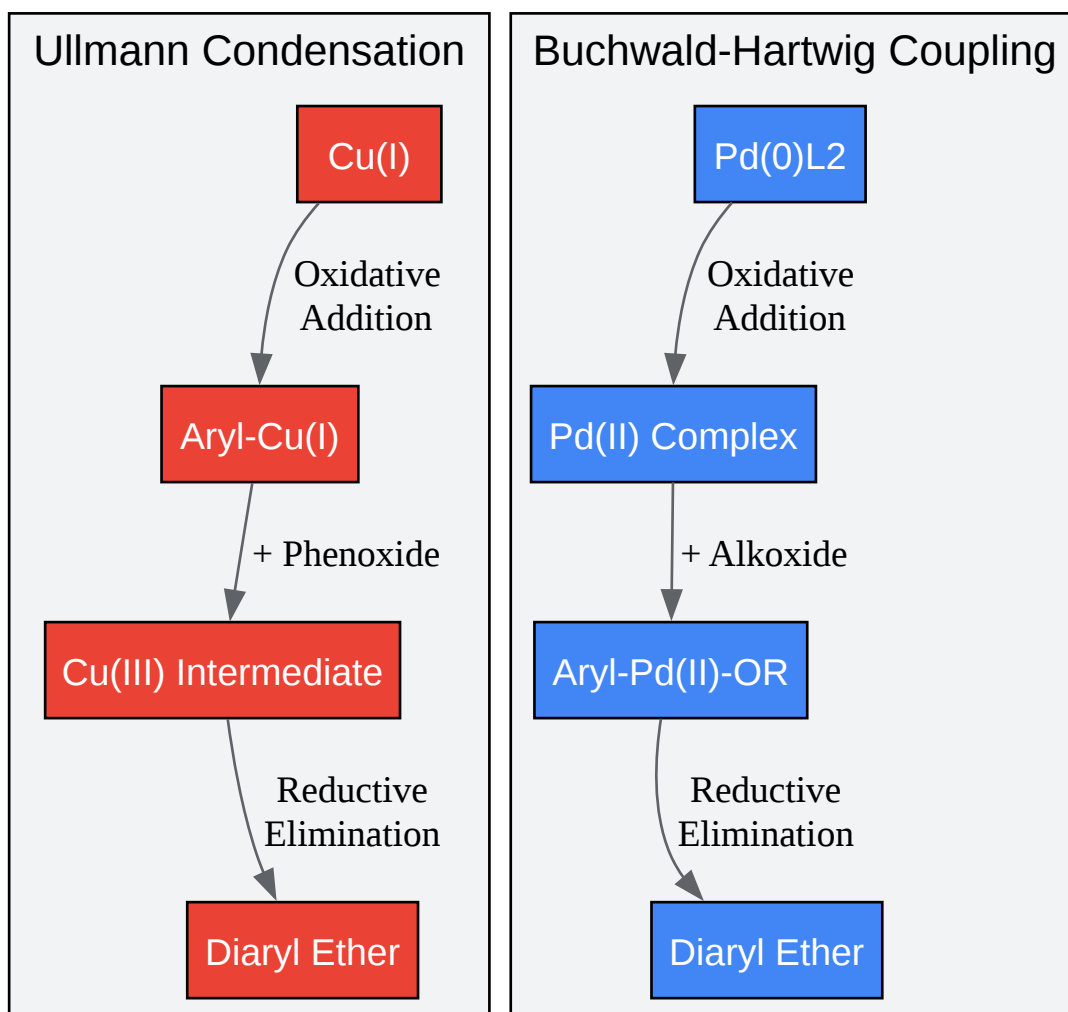 Ullmann Condensation
Cu(I)
Oxidative
Addition
Aryl-Cu(I)
+ Phenoxide
Cu(III) Intermediate
Reductive
Elimination
Diaryl Ether
Buchwald-Hartwig Coupling
Pd(0)L2
Oxidative
Addition
Pd(II) Complex
+ Alkoxide
Aryl-Pd(II)-OR
Reductive
Elimination
Diaryl Ether